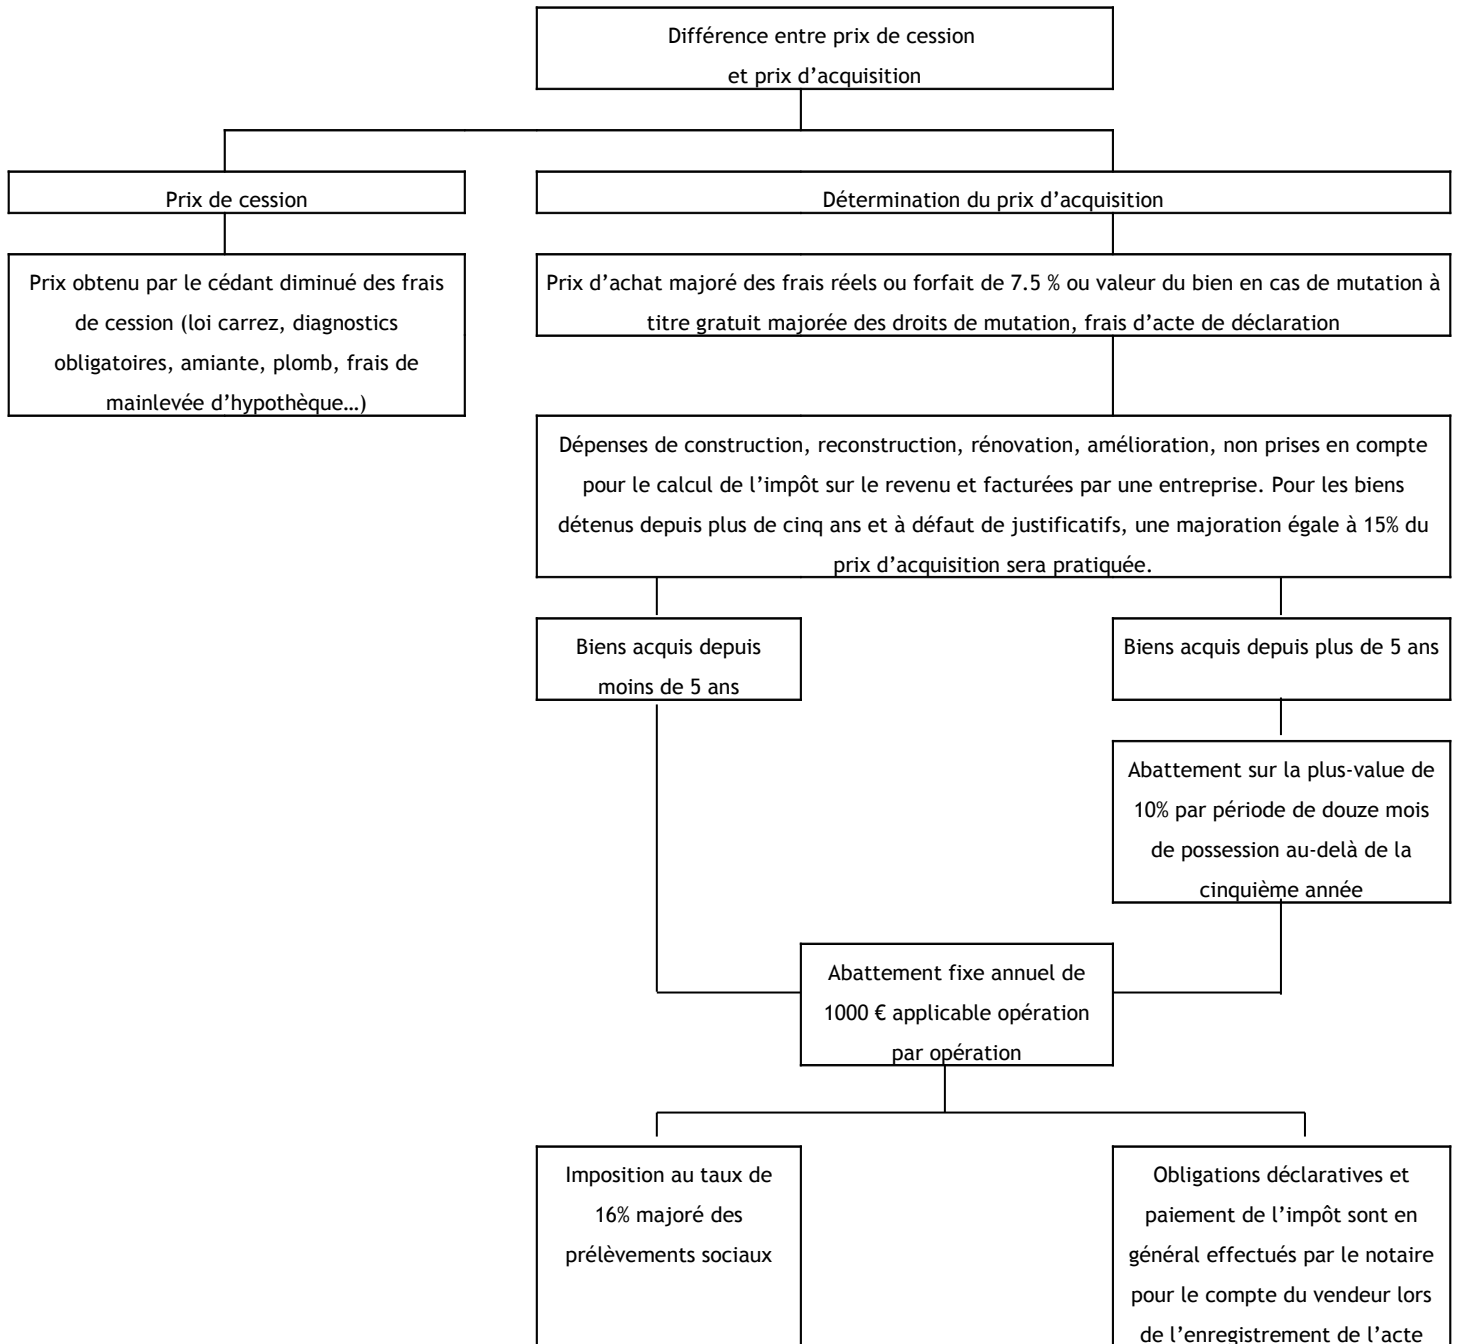 Différence entre prix de cession
et prix d’acquisition
Prix de cession
Détermination du prix d’acquisition
Prix obtenu par le cédant diminué des frais
de cession (loi carrez, diagnostics
obligatoires, amiante, plomb, frais de
mainlevée d’hypothèque…)
Prix d’achat majoré des frais réels ou forfait de 7.5 % ou valeur du bien en cas de mutation à
titre gratuit majorée des droits de mutation, frais d’acte de déclaration
Dépenses de construction, reconstruction, rénovation, amélioration, non prises en compte
pour le calcul de l’impôt sur le revenu et facturées par une entreprise. Pour les biens
détenus depuis plus de cinq ans et à défaut de justificatifs, une majoration égale à 15% du
prix d’acquisition sera pratiquée.
Biens acquis depuis
moins de 5 ans
Biens acquis depuis plus de 5 ans
Abattement sur la plus-value de
10% par période de douze mois
de possession au-delà de la
cinquième année
Abattement fixe annuel de
1000 € applicable opération
par opération
Imposition au taux de
16% majoré des
prélèvements sociaux
Obligations déclaratives et
paiement de l’impôt sont en
général effectués par le notaire
pour le compte du vendeur lors
de l’enregistrement de l’acte